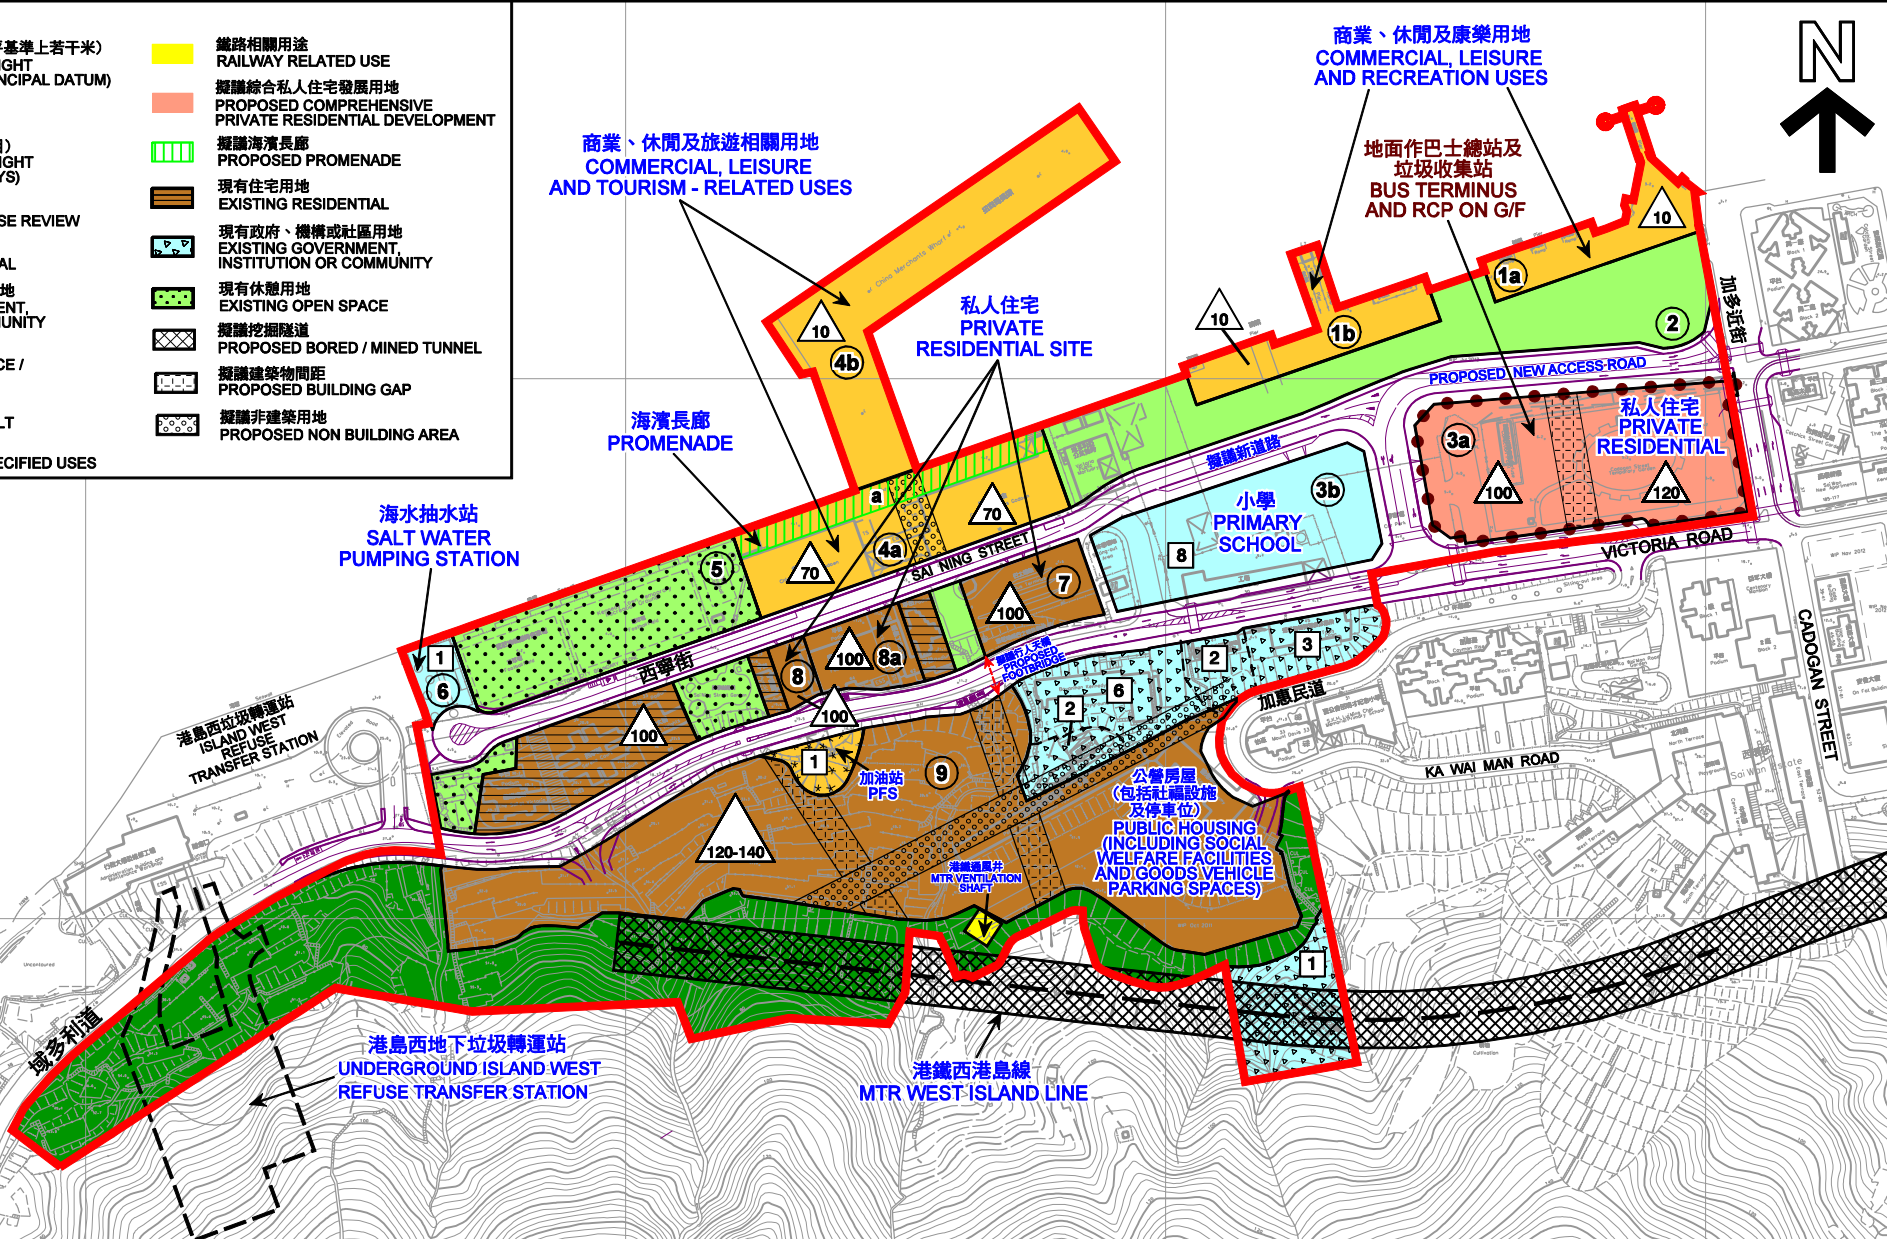 平基準上若干米)
IGHT
INCIPAL DATUM)
IGHT
YS)
SE REVIEW
AL
地
ENT,
MUNITY
CE /
LT
ECIFIED USES
鐵路相關用途
RAILWAY RELATED USE
擬議綜合私人住宅發展用地
PROPOSED COMPREHENSIVE
PRIVATE RESIDENTIAL DEVELOPMENT
擬議海濱長廊
PROPOSED PROMENADE
現有住宅用地
EXISTING RESIDENTIAL
現有政府、機構或社區用地
EXISTING GOVERNMENT,
INSTITUTION OR COMMUNITY
現有休憩用地
EXISTING OPEN SPACE
擬議挖掘隧道
PROPOSED BORED / MINED TUNNEL
擬議建築物間距
PROPOSED BUILDING GAP
擬議非建築用地
PROPOSED NON BUILDING AREA
N
商業、休閒及旅遊相關用地
COMMERCIAL, LEISURE
AND TOURISM - RELATED USES
商業、休閒及康樂用地
COMMERCIAL, LEISURE
AND RECREATION USES
地面作巴士總站及
垃圾收集站
BUS TERMINUS
AND RCP ON G/F
私人住宅
PRIVATE
RESIDENTIAL SITE
海濱長廊
PROMENADE
海水抽水站
SALT WATER
PUMPING STATION
China Merchants Wharf
10
4b
10
1b
1a
10
2
加多近街
PROPOSED NEW ACCESS ROAD
擬議新道路
私人住宅
PRIVATE
RESIDENTIAL
3a
100
120
小學
PRIMARY
SCHOOL
3b
8
VICTORIA ROAD
CADOGAN STREET
a
4a
70
70
SAI NING STREET
西寧街
5
1
6
7
100
8
8a
100
100
100
擬議行人天橋
PROPOSED
FOOTBRIDGE
2
6
2
3
加惠民道
KA WAI MAN ROAD
1
加油站
PFS
9
120-140
公營房屋
(包括社福設施
及停車位)
PUBLIC HOUSING
(INCLUDING SOCIAL
WELFARE FACILITIES
AND GOODS VEHICLE
PARKING SPACES)
港鐵通風井
MTR VENTILATION
SHAFT
1
港島西垃圾轉運站
ISLAND WEST
REFUSE
TRANSFER STATION
域多利道
港島西地下垃圾轉運站
UNDERGROUND ISLAND WEST
REFUSE TRANSFER STATION
港鐵西港島線
MTR WEST ISLAND LINE